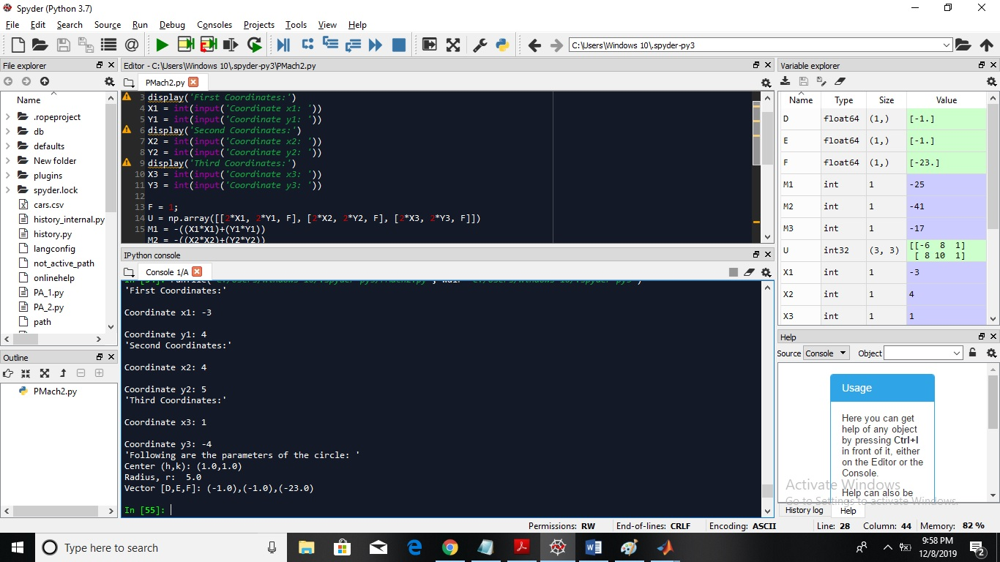 Spyder (Python 3.7)
File Edit Search Source Run Debug Consoles Projects Tools View Help
C:\Users\Windows 10\.spyder-py3
File explorer
Name
.ropeproject
db
defaults
New folder
plugins
spyder.lock
cars.csv
history_internal.py
history.py
langconfig
not_active_path
onlinehelp
PA_1.py
PA_2.py
path
Outline
PMach2.py
Editor - C:\Users\Windows 10\.spyder-py3\PMach2.py
PMach2.py
3 display('First Coordinates:')
4 X1 = int(input('Coordinate x1: '))
5 Y1 = int(input('Coordinate y1: '))
6 display('Second Coordinates:')
7 X2 = int(input('Coordinate x2: '))
8 Y2 = int(input('Coordinate y2: '))
9 display('Third Coordinates:')
10 X3 = int(input('Coordinate x3: '))
11 Y3 = int(input('Coordinate y3: '))
12
13 F = 1;
14 U = np.array([[2*X1, 2*Y1, F], [2*X2, 2*Y2, F], [2*X3, 2*Y3, F]])
15 M1 = -((X1*X1)+(Y1*Y1))
M2 = -((X2*X2)+(Y2*Y2))
IPython console
Console 1/A
'First Coordinates:'
Coordinate x1: -3
Coordinate y1: 4
'Second Coordinates:'
Coordinate x2: 4
Coordinate y2: 5
'Third Coordinates:'
Coordinate x3: 1
Coordinate y3: -4
'Following are the parameters of the circle: '
Center (h,k): (1.0,1.0)
Radius, r:  5.0
Vector [D,E,F]: (-1.0),(-1.0),(-23.0)
In [55]:
Variable explorer
Name Type Size Value
D float64 (1,) [-1.]
E float64 (1,) [-1.]
F float64 (1,) [-23.]
M1 int 1 -25
M2 int 1 -41
M3 int 1 -17
U int32 (3, 3) [[-6 8 1]
[ 8 10 1]
X1 int 1 -3
X2 int 1 4
X3 int 1 1
Help
Source Console Object
Usage
Here you can get
help of any object
by pressing Ctrl+I
in front of it, either
on the Editor or the
Console.
Help can also be
Activate Windows
Go to Settings to activate Windows.
History log Help
Permissions: RW End-of-lines: CRLF Encoding: ASCII Line: 28 Column: 44 Memory: 82 %
Type here to search
9:58 PM
12/8/2019
2